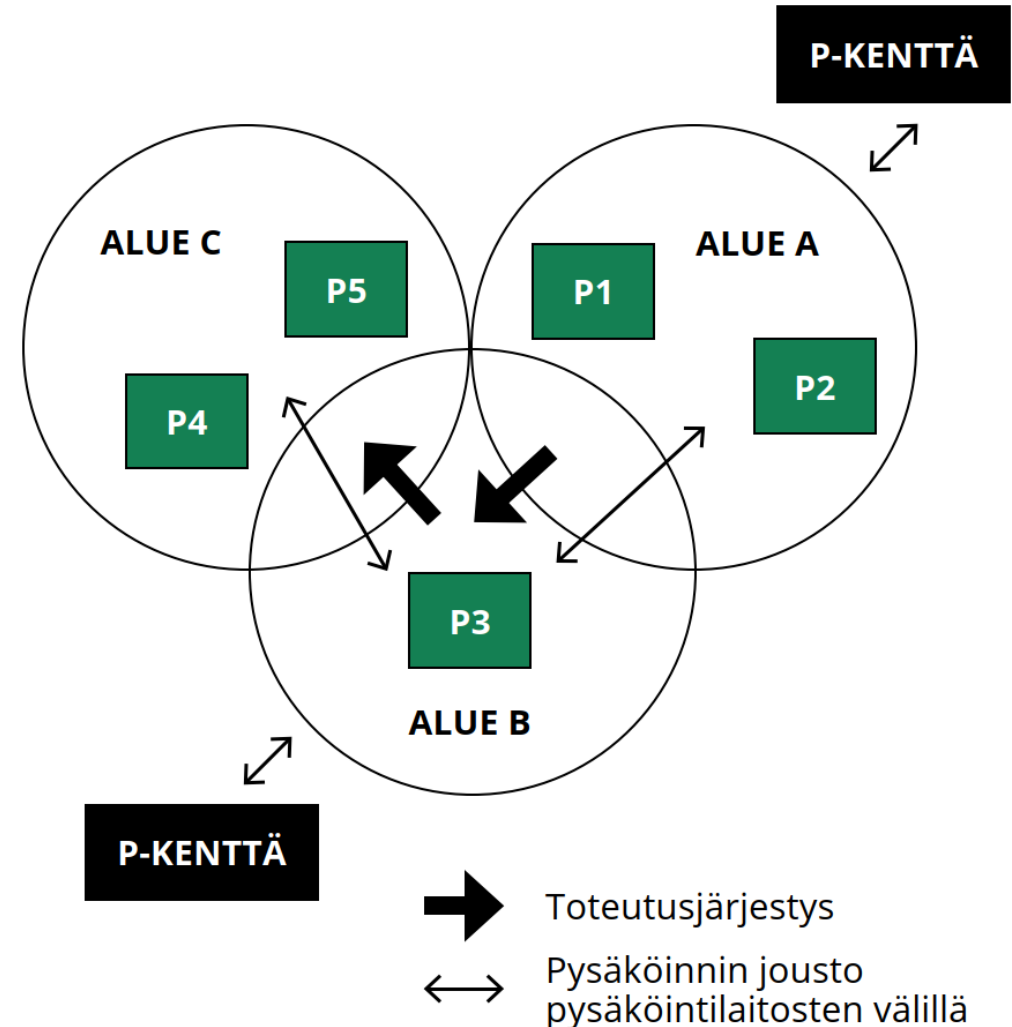 P-KENTTÄ
ALUE C
ALUE A
P5
P1
P2
P4
P3
ALUE B
P-KENTTÄ
Toteutusjärjestys
Pysäköinnin jousto
pysäköintilaitosten välillä